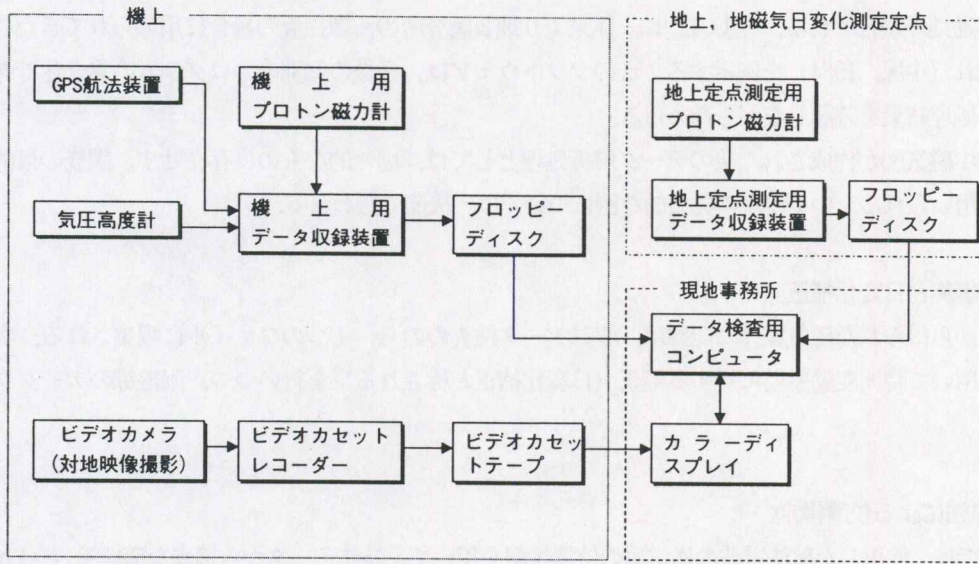 機上
GPS航法装置
機上用
プロトン磁力計
気圧高度計
機上用
データ収録装置
フロッピー
ディスク
ビデオカメラ
(対地映像撮影)
ビデオカセット
レコーダー
ビデオカセッ
トテープ
地上、地磁気日変化測定定点
地上定点測定用
プロトン磁力計
地上定点測定用
データ収録装置
フロッピー
ディスク
現地事務所
データ検査用
コンピュータ
カラーディ
スプレイ